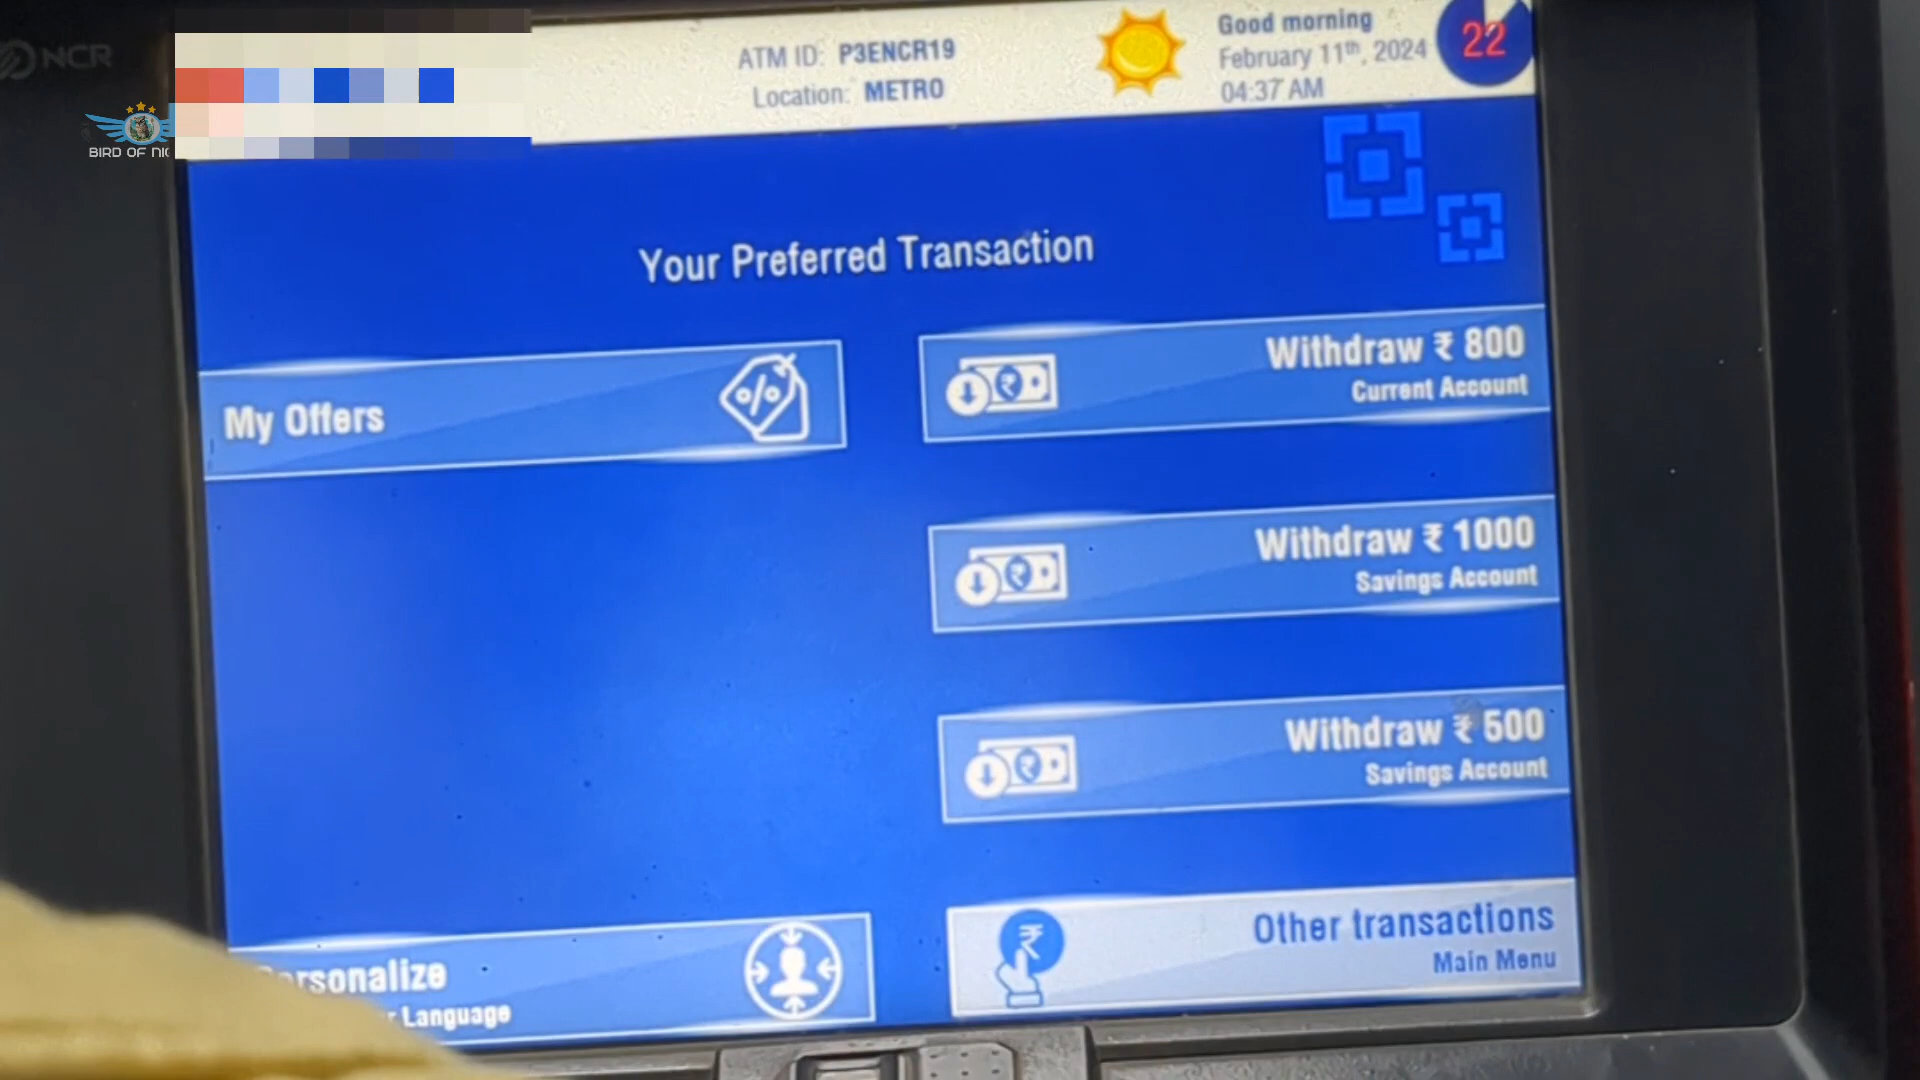 NCR
BIRD OF
ATM ID: P3ENCR19
Location: METRO
Good morning
February 11th, 2024
04:37 AM
22
Your Preferred Transaction
My Offers
Withdraw ₹ 800
Current Account
Withdraw ₹ 1000
Savings Account
Withdraw ₹ 500
Savings Account
Personalize
Language
Other transactions
Main Menu